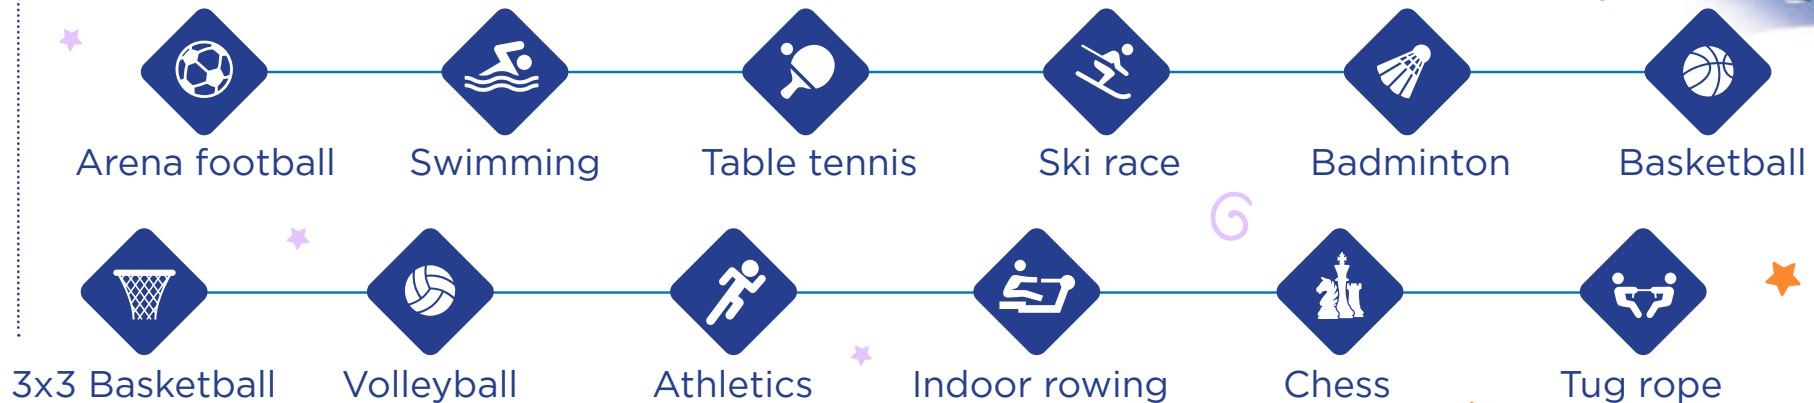 Arena football Swimming Table tennis Ski race Badminton Basketball
3x3 Basketball Volleyball Athletics Indoor rowing Chess Tug rope